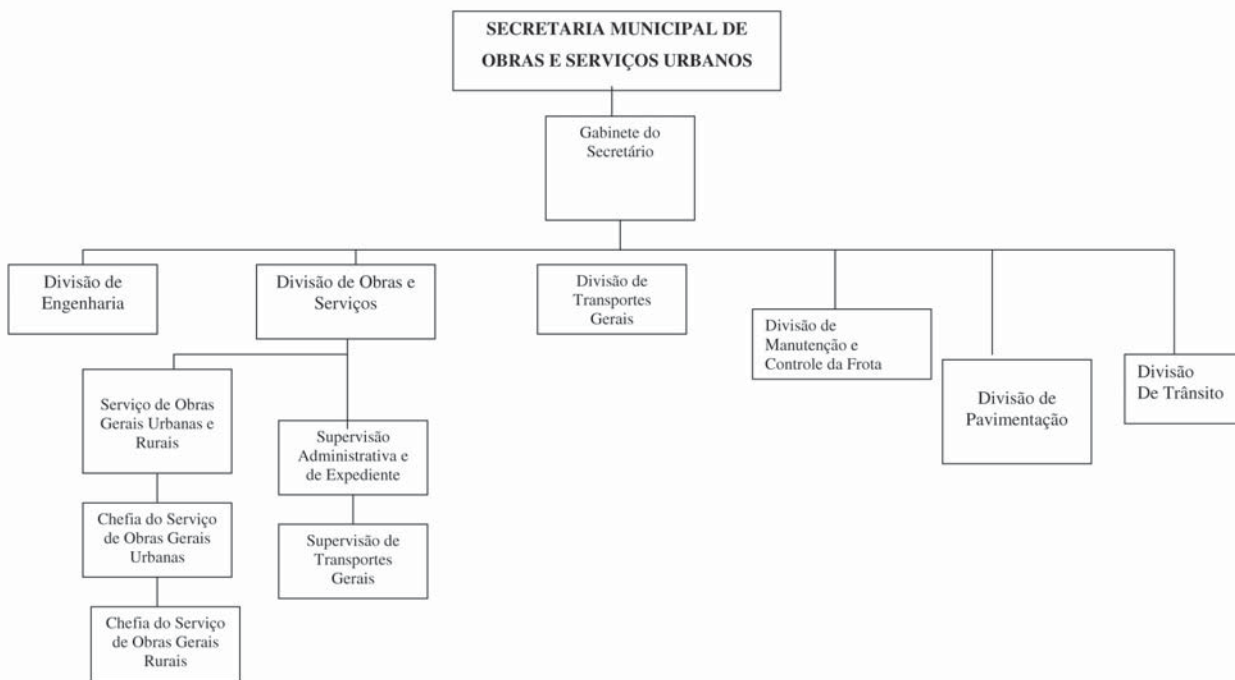 SECRETARIA MUNICIPAL DE
OBRAS E SERVIÇOS URBANOS
Gabinete do
Secretário
Divisão de
Engenharia
Divisão de Obras e
Serviços
Divisão de
Transportes
Gerais
Divisão de
Manutenção e
Controle da Frota
Divisão de
Pavimentação
Divisão
De Trânsito
Serviço de Obras
Gerais Urbanas e
Rurais
Supervisão
Administrativa e
de Expediente
Chefia do Serviço
de Obras Gerais
Urbanas
Supervisão de
Transportes
Gerais
Chefia do Serviço
de Obras Gerais
Rurais